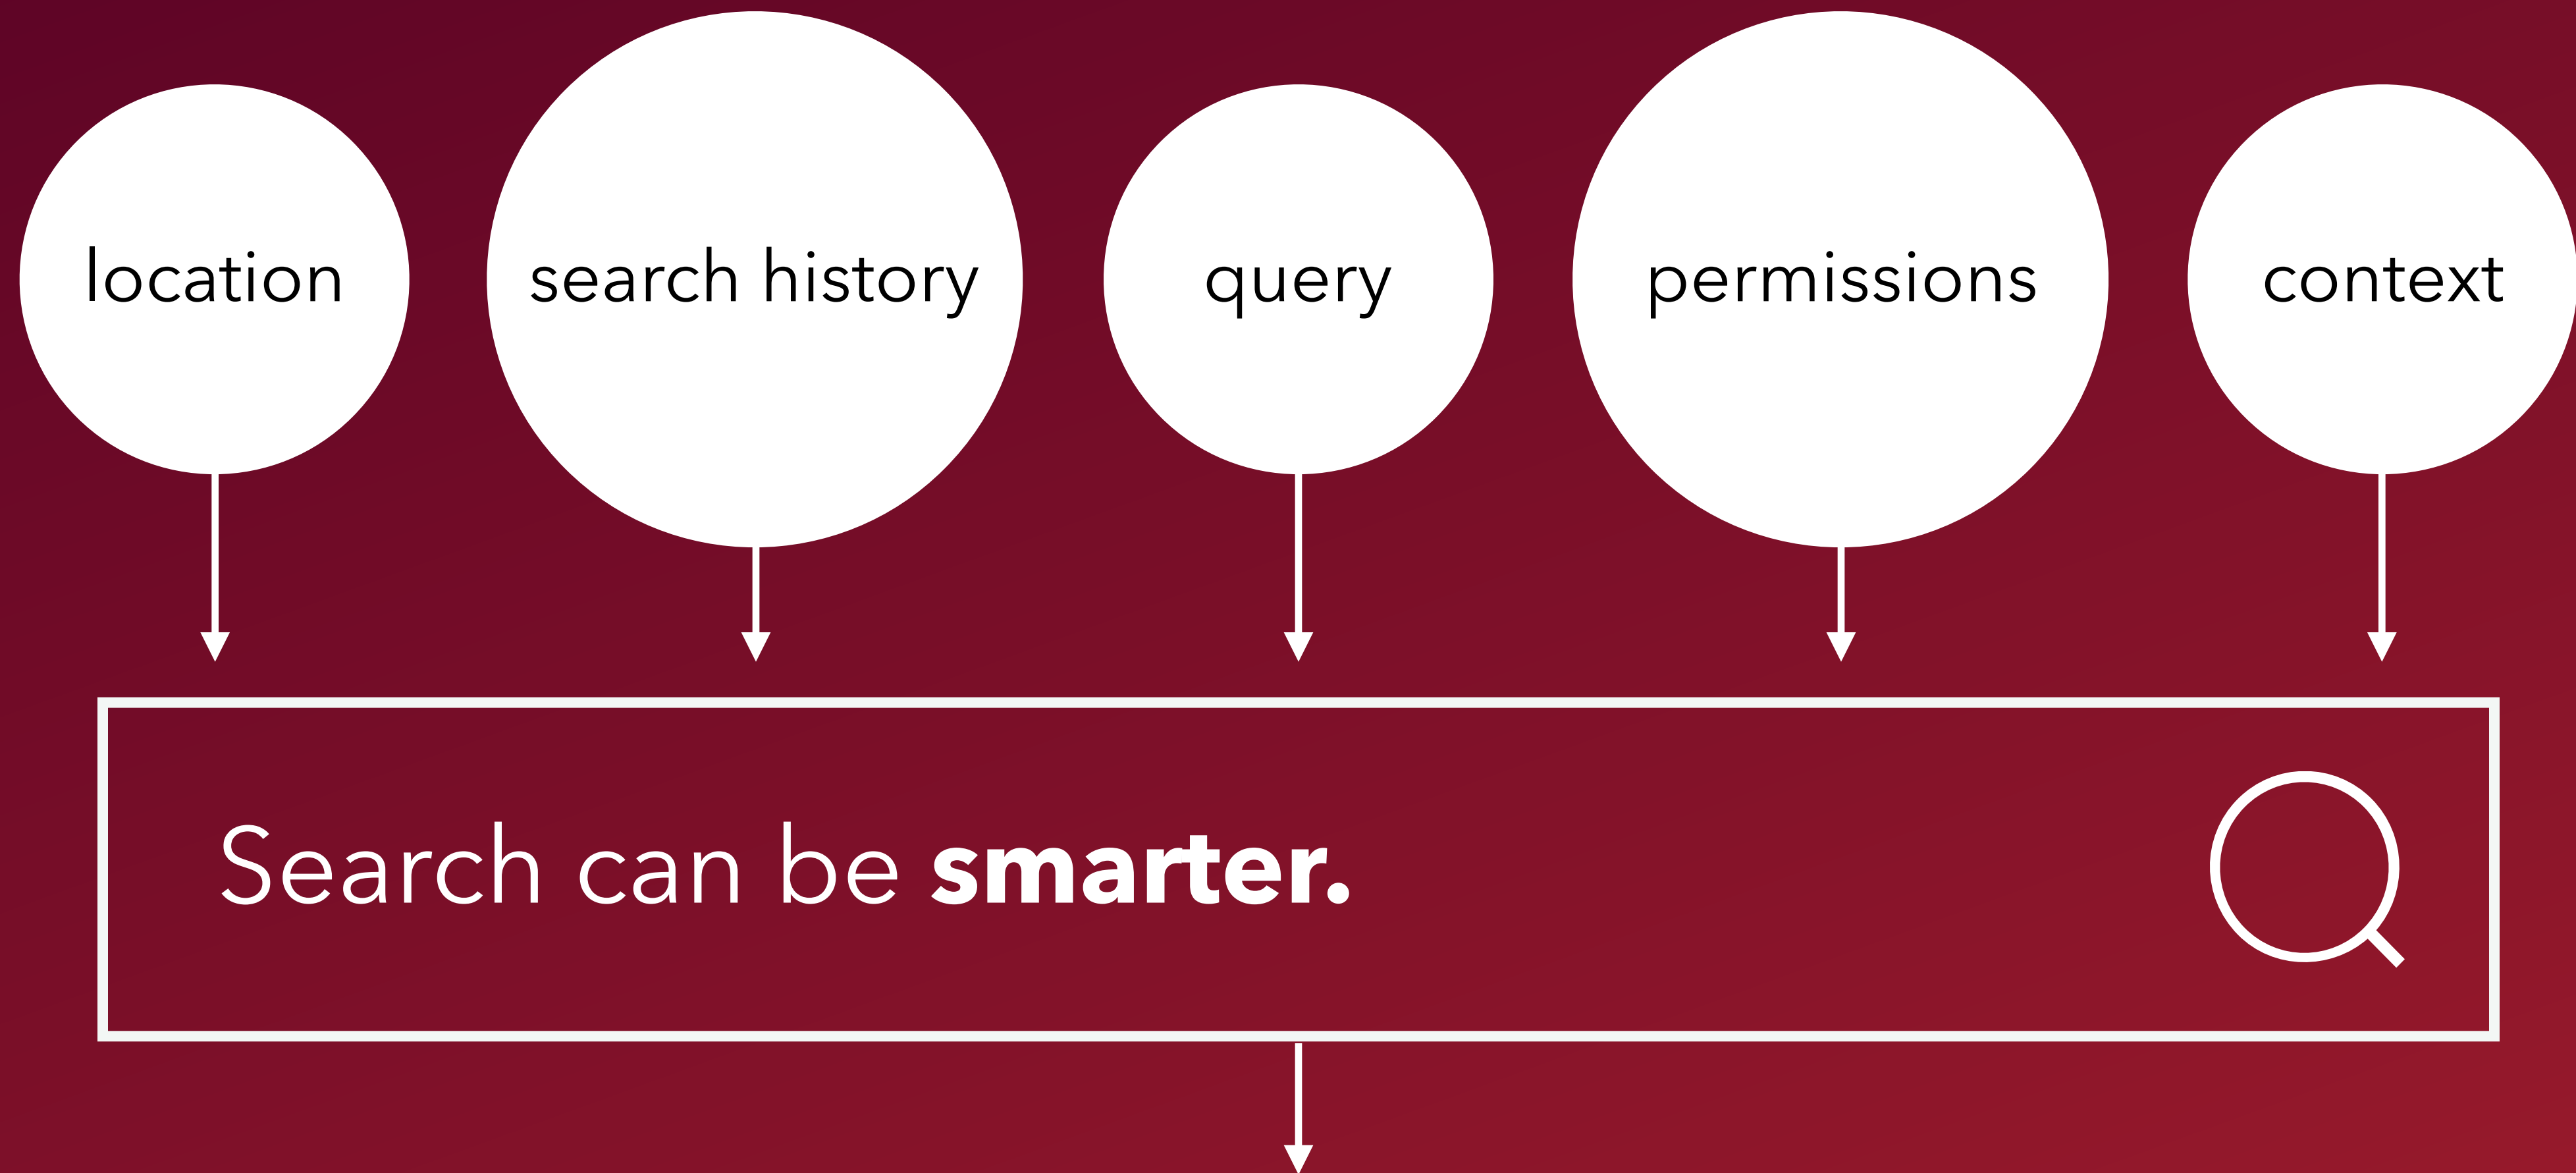 location
search history
query
permissions
context
Search can be smarter.